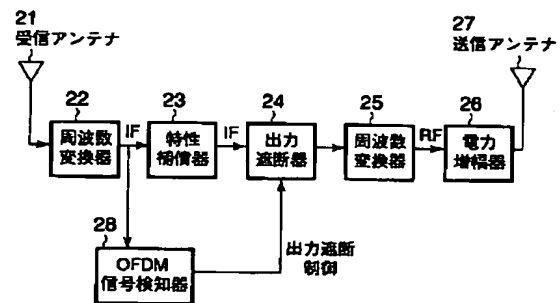 21
受信アンテナ
27
送信アンテナ
22
周波数
変換器
IF
23
特性
補償器
IF
24
出力
遮断器
25
周波数
変換器
RF
26
電力
増幅器
28
OFDM
信号検知器
出力遮断
制御